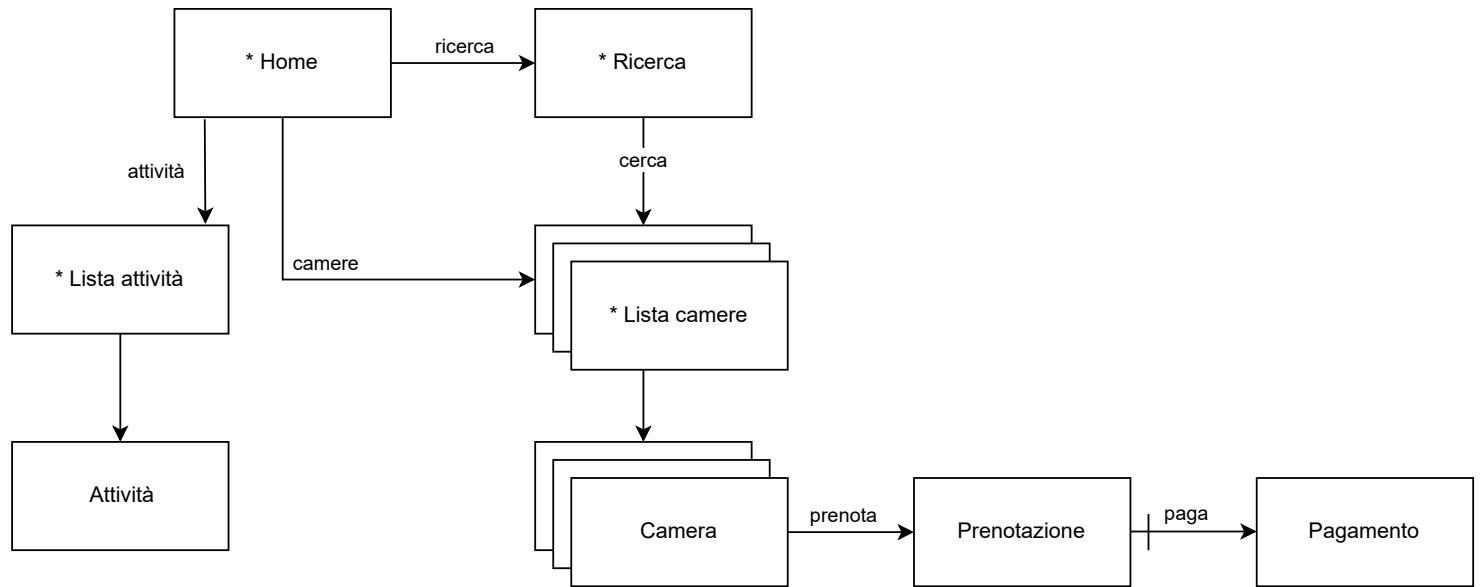 * Home
ricerca
* Ricerca
attività
cerca
* Lista attività
camere
* Lista camere
Attività
Camera
prenota
Prenotazione
paga
Pagamento